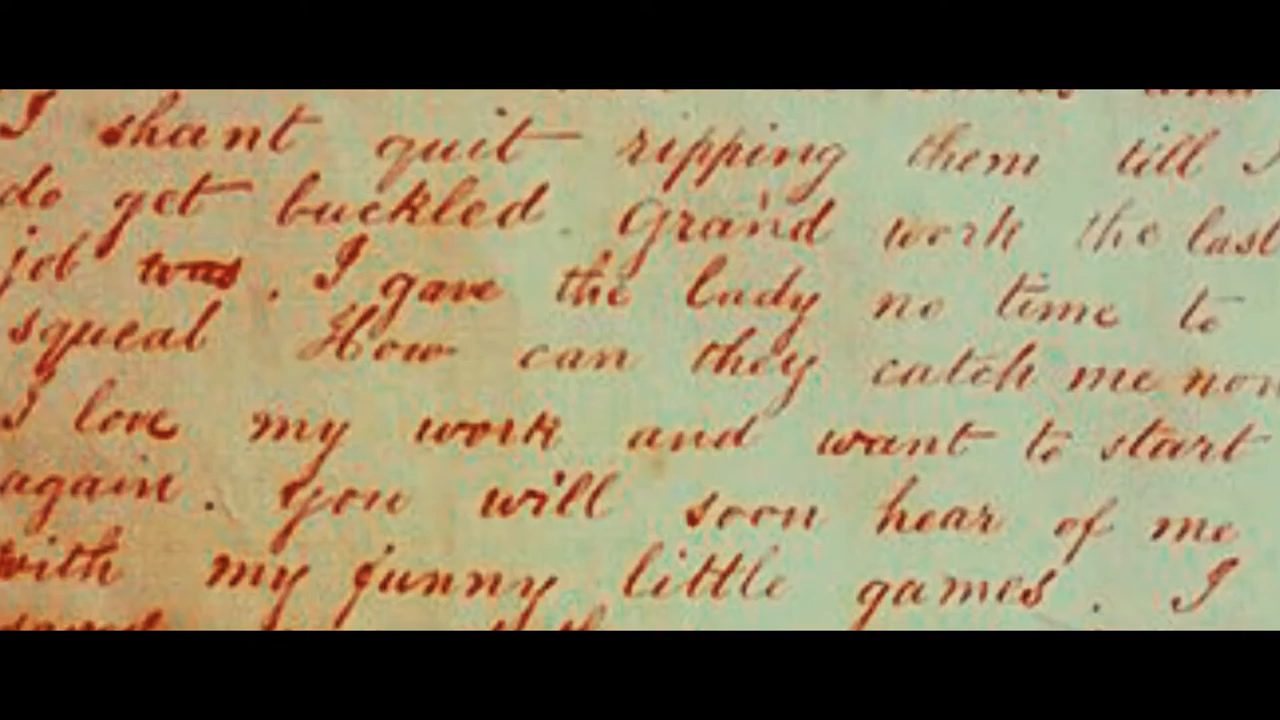 I shant quit ripping them till I
do get buckled. Grand work the last
job was. I gave the lady no time to
squeal How can they catch me now
I love my work and want to start
again. you will soon hear of me
with my funny little games. I